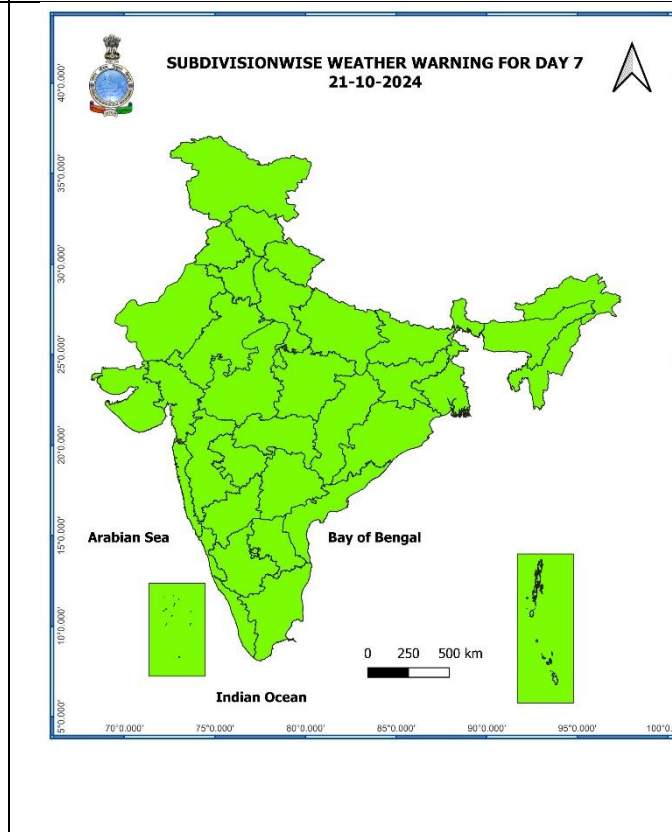 SUBDIVISIONWISE WEATHER WARNING FOR DAY 7
21-10-2024
40°0.000'
35°0.000'
30°0.000'
25°0.000'
20°0.000'
15°0.000'
10°0.000'
5°0.000'
Arabian Sea
Bay of Bengal
0 250 500 km
Indian Ocean
70°0.000' 75°0.000' 80°0.000' 85°0.000' 90°0.000' 95°0.000' 100°0.